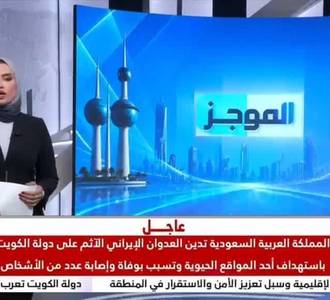 الموجز
عاجل
المملكة العربية السعودية تدين العدوان الإيراني الآثم على دولة الكويت
باستهداف أحد المواقع الحيوية وتسبب بوفاة وإصابة عدد من الأشخاص
الإقليمية وسبل تعزيز الأمن والاستقرار في المنطقة دولة الكويت تعرب